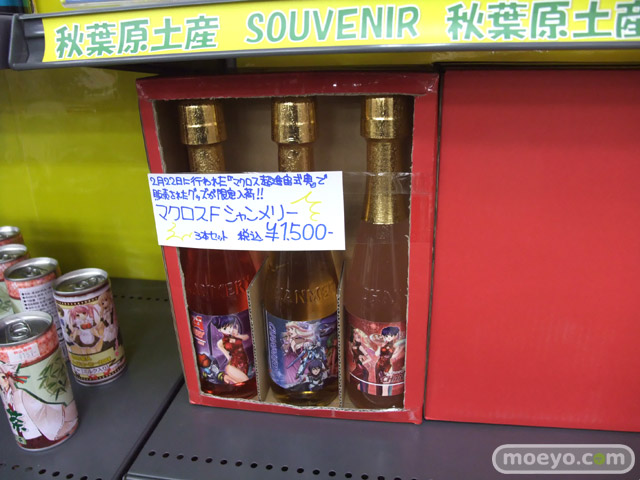 秋葉原土産 SOUVENIR 秋葉原土産
2月22日に行われた『マクロス超時空式典』で
販売されたグッズが限定入荷!!
マクロスFシャンメリーを
3本セット 税込 ¥1.500-
moeyo.com